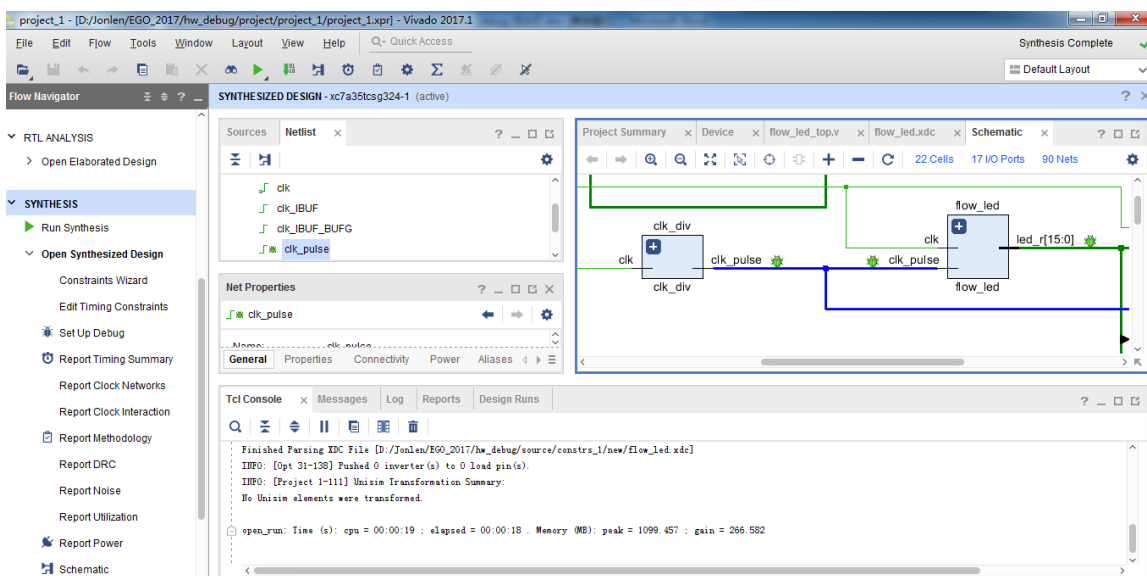 project_1 - [D:/Jonlen/EGO_2017/hw_debug/project/project_1/project_1.xpr] - Vivado 2017.1
File Edit Flow Tools Window Layout View Help Quick Access
Synthesis Complete
Default Layout
Flow Navigator
SYNTHESIZED DESIGN - xc7a35tcsg324-1 (active)
RTL ANALYSIS
Open Elaborated Design
SYNTHESIS
Run Synthesis
Open Synthesized Design
Constraints Wizard
Edit Timing Constraints
Set Up Debug
Report Timing Summary
Report Clock Networks
Report Clock Interaction
Report Methodology
Report DRC
Report Noise
Report Utilization
Report Power
Schematic
Sources Netlist
clk
clk_IBUF
clk_IBUF_BUFG
clk_pulse
Net Properties
clk_pulse
Name: clk_pulse
General Properties Connectivity Power Aliases
Project Summary Device flow_led_top.v flow_led.xdc Schematic
22 Cells 17 I/O Ports 90 Nets
flow_led
clk_div
clk led_r[15:0]
clk clk_pulse clk_pulse
clk_div flow_led
Tcl Console Messages Log Reports Design Runs
Finished Parsing XDC File [D:/Jonlen/EGO_2017/hw_debug/source/constrs_1/new/flow_led.xdc]
INFO: [Opt 31-138] Pushed 0 inverter(s) to 0 load pin(s).
INFO: [Project 1-111] Unisim Transformation Summary:
No Unisim elements were transformed.
open_run: Time (s): cpu = 00:00:19 ; elapsed = 00:00:18 . Memory (MB): peak = 1099.457 ; gain = 266.582